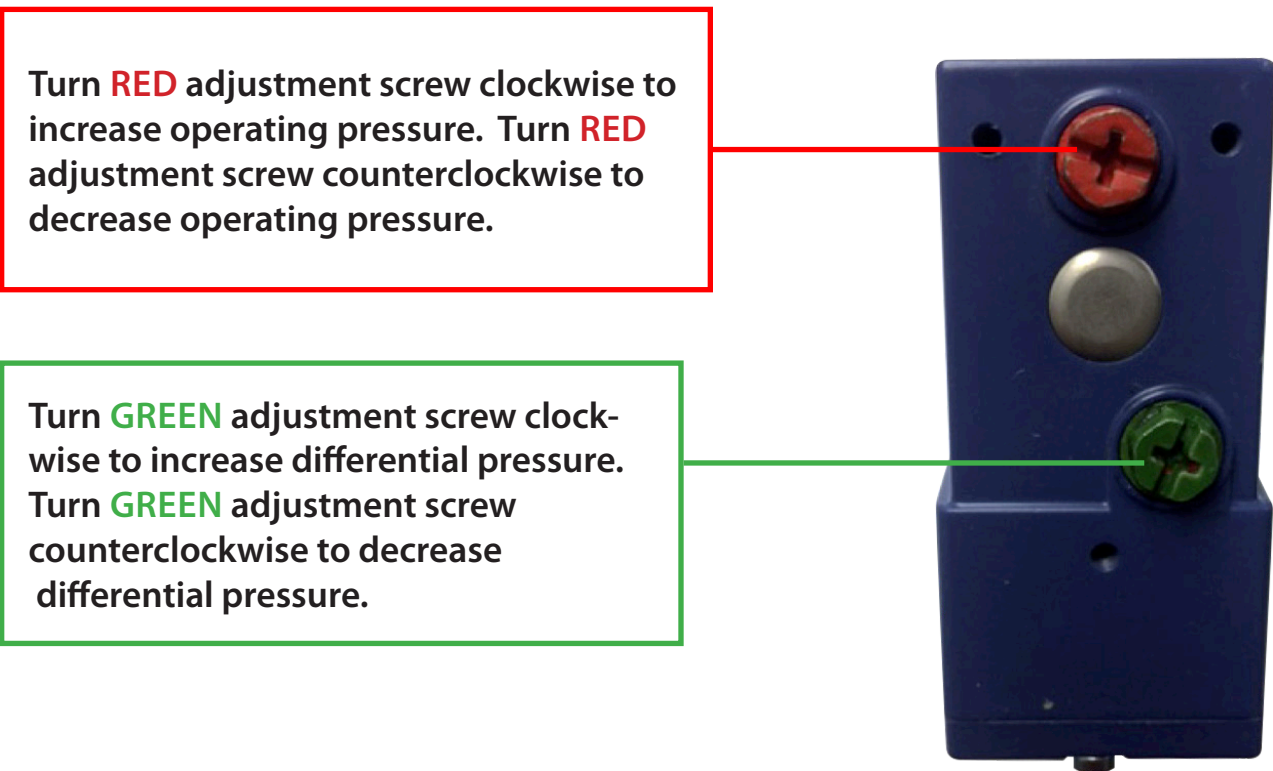 Turn RED adjustment screw clockwise to
increase operating pressure. Turn RED
adjustment screw counterclockwise to
decrease operating pressure.
Turn GREEN adjustment screw clock-
wise to increase differential pressure.
Turn GREEN adjustment screw
counterclockwise to decrease
differential pressure.